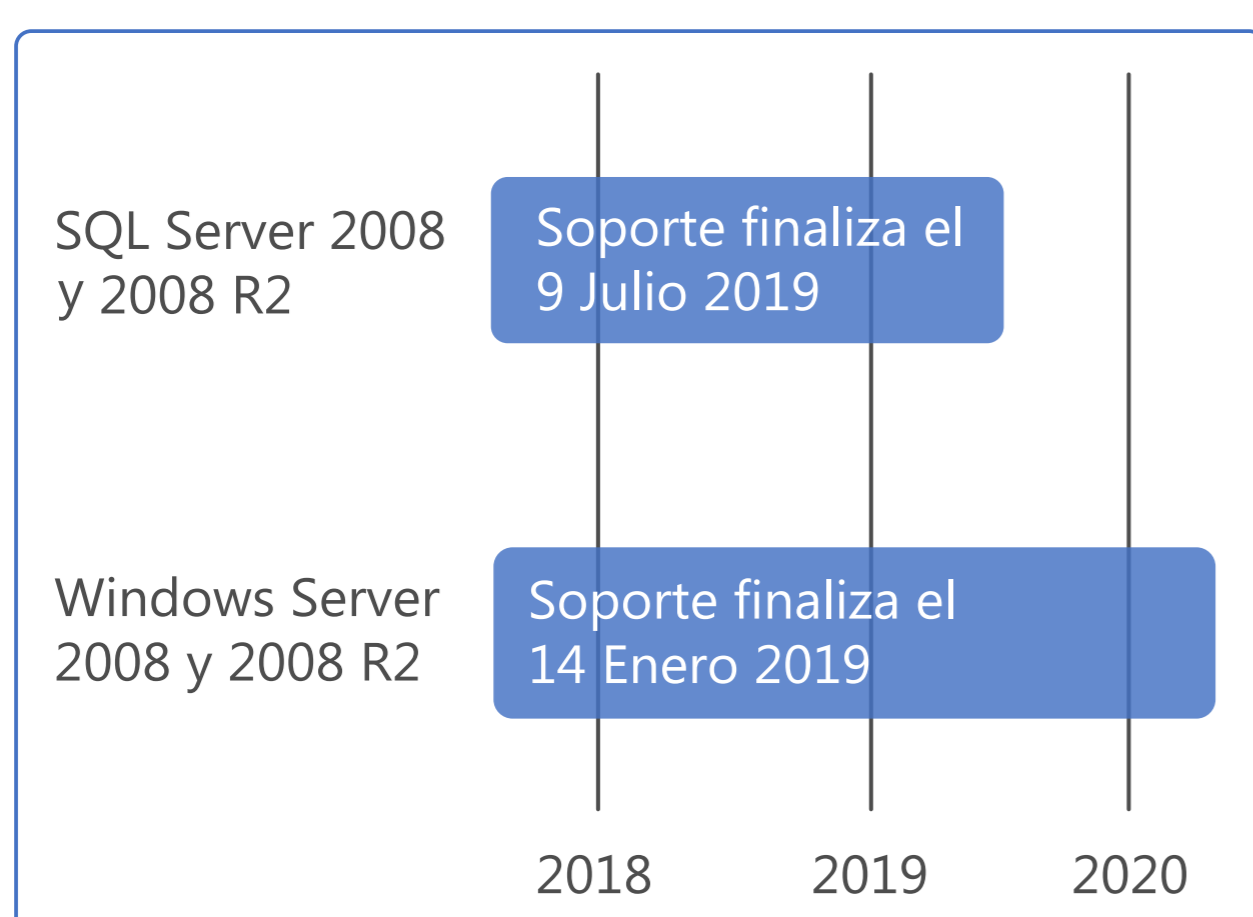 SQL Server 2008
y 2008 R2
Soporte finaliza el
9 Julio 2019
Windows Server
2008 y 2008 R2
Soporte finaliza el
14 Enero 2019
2018
2019
2020